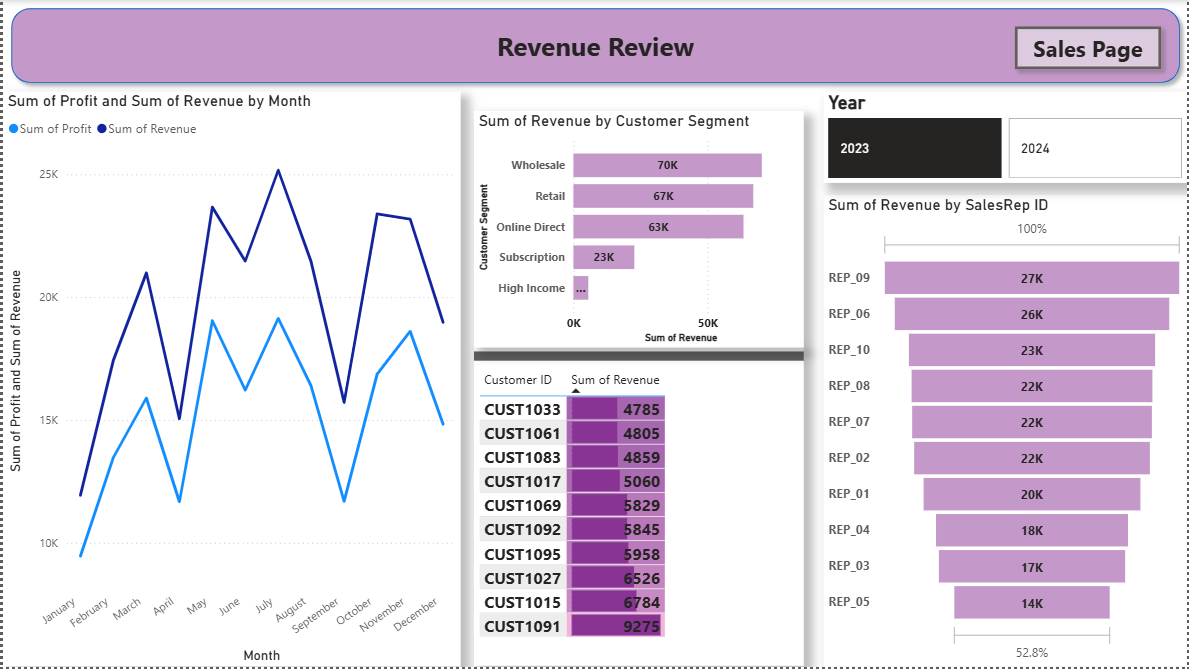 Revenue Review
Sales Page
Sum of Profit and Sum of Revenue by Month
Sum of Profit
Sum of Revenue
Sum of Profit and Sum of Revenue
25K
20K
15K
10K
January
February
March
April
May
June
July
August
September
October
November
December
Month
Sum of Revenue by Customer Segment
Customer Segment
Wholesale 70K
Retail 67K
Online Direct 63K
Subscription 23K
High Income ...
0K 50K
Sum of Revenue
Customer ID Sum of Revenue
CUST1033 4785
CUST1061 4805
CUST1083 4859
CUST1017 5060
CUST1069 5829
CUST1092 5845
CUST1095 5958
CUST1027 6526
CUST1015 6784
CUST1091 9275
Year
2023
2024
Sum of Revenue by SalesRep ID
100%
REP_09 27K
REP_06 26K
REP_10 23K
REP_08 22K
REP_07 22K
REP_02 22K
REP_01 20K
REP_04 18K
REP_03 17K
REP_05 14K
52.8%